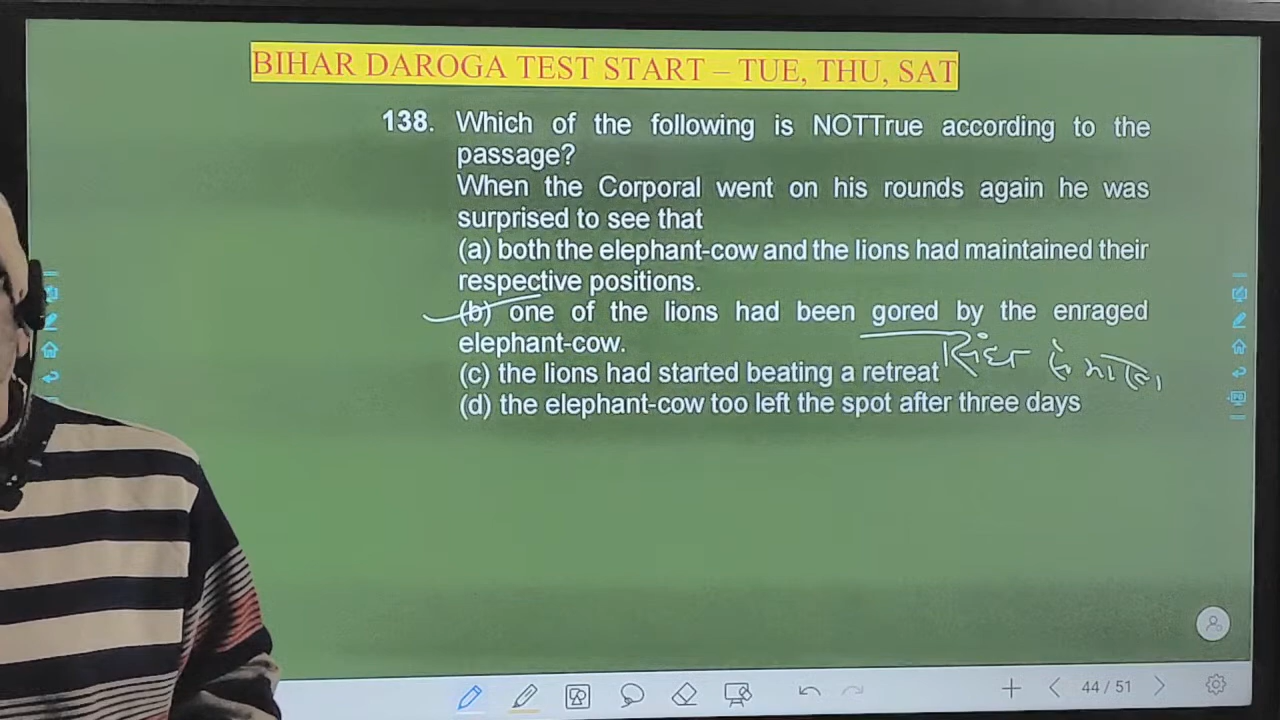 BIHAR DAROGA TEST START – TUE, THU, SAT
138. Which of the following is NOTTrue according to the
passage?
When the Corporal went on his rounds again he was
surprised to see that
(a) both the elephant-cow and the lions had maintained their
respective positions.
(b) one of the lions had been gored by the enraged
elephant-cow.
(c) the lions had started beating a retreat
(d) the elephant-cow too left the spot after three days
44 / 51